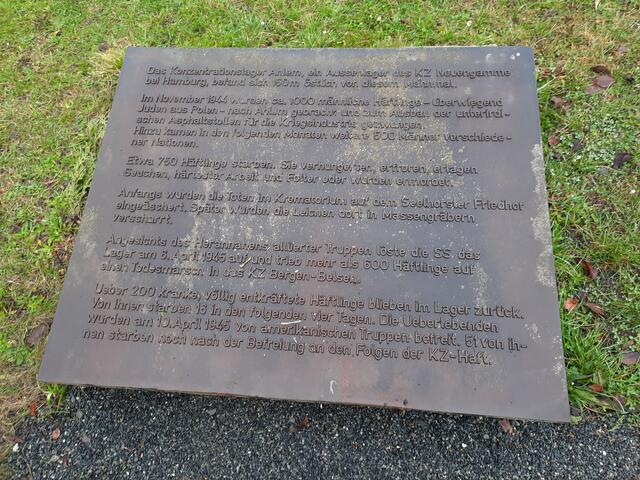 Das Konzentrationslager Ahlem, ein Aussenlager des KZ Neuengamme
bei Hamburg, befand sich 150m östlich von diesem Mahnmal.
Im November 1944 wurden ca. 1000 männliche Häftlinge – überwiegend
Juden aus Polen – nach Ahlem gebracht und zum Ausbau der unterirdi-
schen Asphaltstollen für die Kriegsindustrie gezwungen.
Hinzu kamen in den folgenden Monaten weitere 600 Männer verschiede-
ner Nationen.
Etwa 750 Häftlinge starben. Sie verhungerten, erfroren, erlagen
Seuchen, härtester Arbeit und Folter oder wurden ermordet.
Anfangs wurden die Toten im Krematorium auf dem Seelhorster Friedhof
eingeäschert. Später wurden die Leichen dort in Massengräbern
verscharrt.
Angesichts des Herannahens alliierter Truppen löste die SS das
Lager am 6. April 1945 auf und trieb mehr als 600 Häftlinge auf
einen Todesmarsch in das KZ Bergen-Belsen.
Ueber 200 kranke, völlig entkräftete Häftlinge blieben im Lager zurück.
Von ihnen starben 16 in den folgenden vier Tagen. Die Ueberlebenden
wurden am 10. April 1945 von amerikanischen Truppen befreit. 51 von ih-
nen starben noch nach der Befreiung an den Folgen der KZ-Haft.